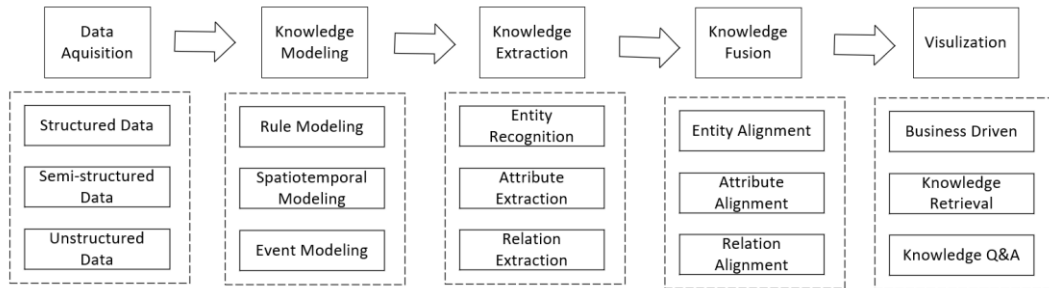 Data
Aquisition
Knowledge
Modeling
Knowledge
Extraction
Knowledge
Fusion
Visulization
Structured Data
Semi-structured
Data
Unstructured
Data
Rule Modeling
Spatiotemporal
Modeling
Event Modeling
Entity
Recognition
Attribute
Extraction
Relation
Extraction
Entity Alignment
Attribute
Alignment
Relation
Alignment
Business Driven
Knowledge
Retrieval
Knowledge Q&A